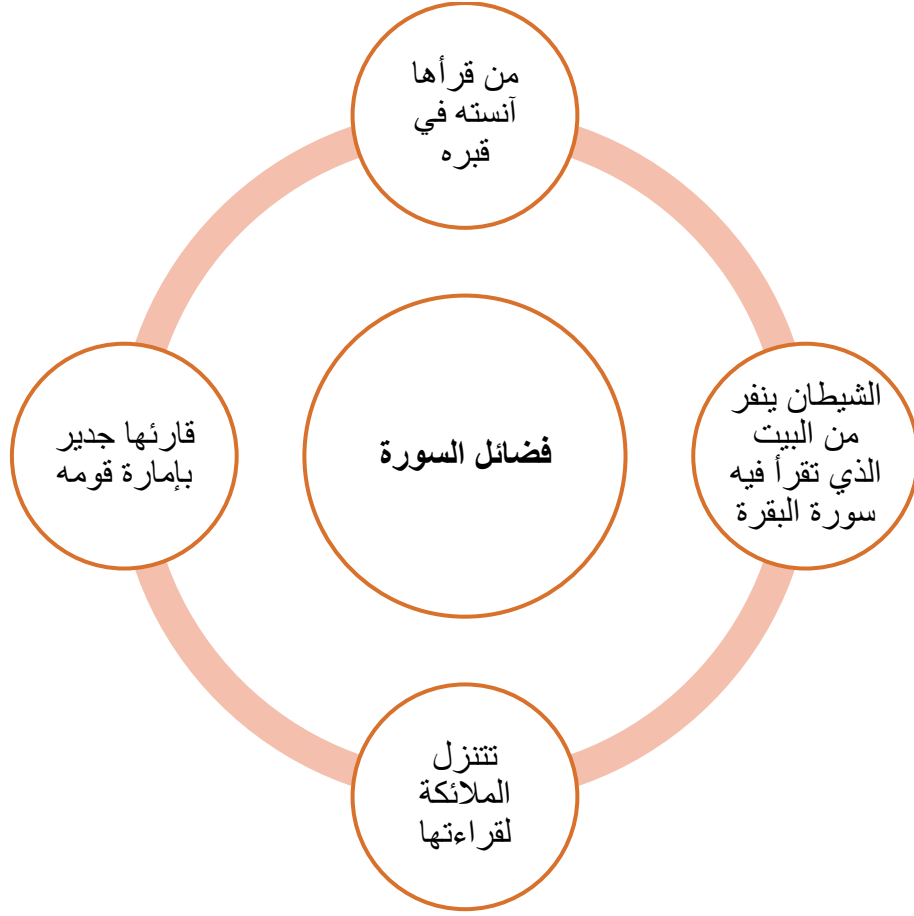 من قرأها
آنسته في
قبره
الشيطان ينفر
من البيت
الذي تقرأ فيه
سورة البقرة
فضائل السورة
قارئها جدير
بإمارة قومه
تتنزل
الملائكة
لقراءتها